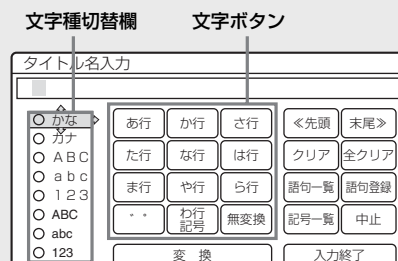 文字種切替欄　文字ボタン
タイトル名入力
かな　あ行　か行　さ行　≪先頭　末尾≫
カナ
ＡＢＣ　た行　な行　は行　クリア　全クリア
ａｂｃ
１２３　ま行　や行　ら行　語句一覧　語句登録
ABC　゛゜　わ行記号　無変換　記号一覧　中止
abc
123　変　換　入力終了